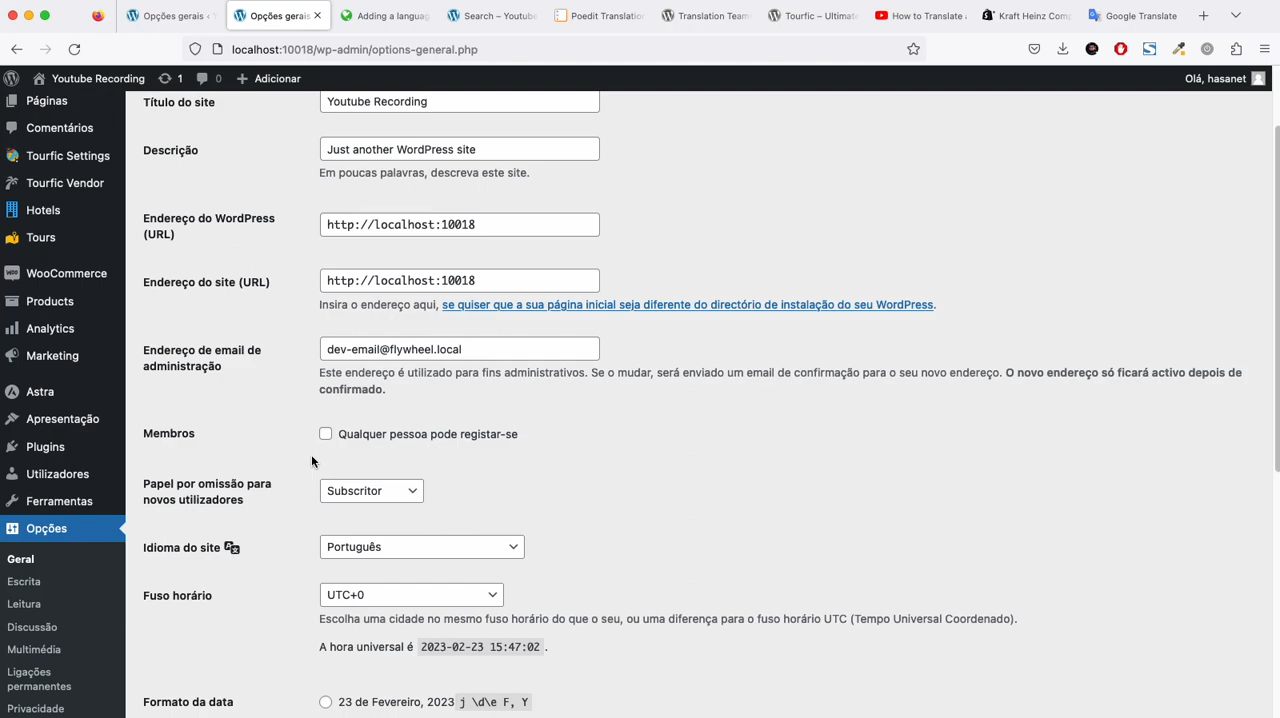 Opções gerais ‹ Y
Opções gerais
Adding a languag
Search – Youtube
Poedit Translation
Translation Team
Tourfic – Ultimate
How to Translate a
Kraft Heinz Comp
Google Translate
localhost:10018/wp-admin/options-general.php
Youtube Recording
1
0
Adicionar
Olá, hasanet
Páginas
Comentários
Tourfic Settings
Tourfic Vendor
Hotels
Tours
WooCommerce
Products
Analytics
Marketing
Astra
Apresentação
Plugins
Utilizadores
Ferramentas
Opções
Geral
Escrita
Leitura
Discussão
Multimédia
Ligações
permanentes
Privacidade
Título do site
Youtube Recording
Descrição
Just another WordPress site
Em poucas palavras, descreva este site.
Endereço do WordPress
(URL)
http://localhost:10018
Endereço do site (URL)
http://localhost:10018
Insira o endereço aqui, se quiser que a sua página inicial seja diferente do directório de instalação do seu WordPress.
Endereço de email de
administração
dev-email@flywheel.local
Este endereço é utilizado para fins administrativos. Se o mudar, será enviado um email de confirmação para o seu novo endereço. O novo endereço só ficará activo depois de
confirmado.
Membros
Qualquer pessoa pode registar-se
Papel por omissão para
novos utilizadores
Subscritor
Idioma do site
Português
Fuso horário
UTC+0
Escolha uma cidade no mesmo fuso horário do que o seu, ou uma diferença para o fuso horário UTC (Tempo Universal Coordenado).
A hora universal é 2023-02-23 15:47:02 .
Formato da data
23 de Fevereiro, 2023 j \d\e F, Y